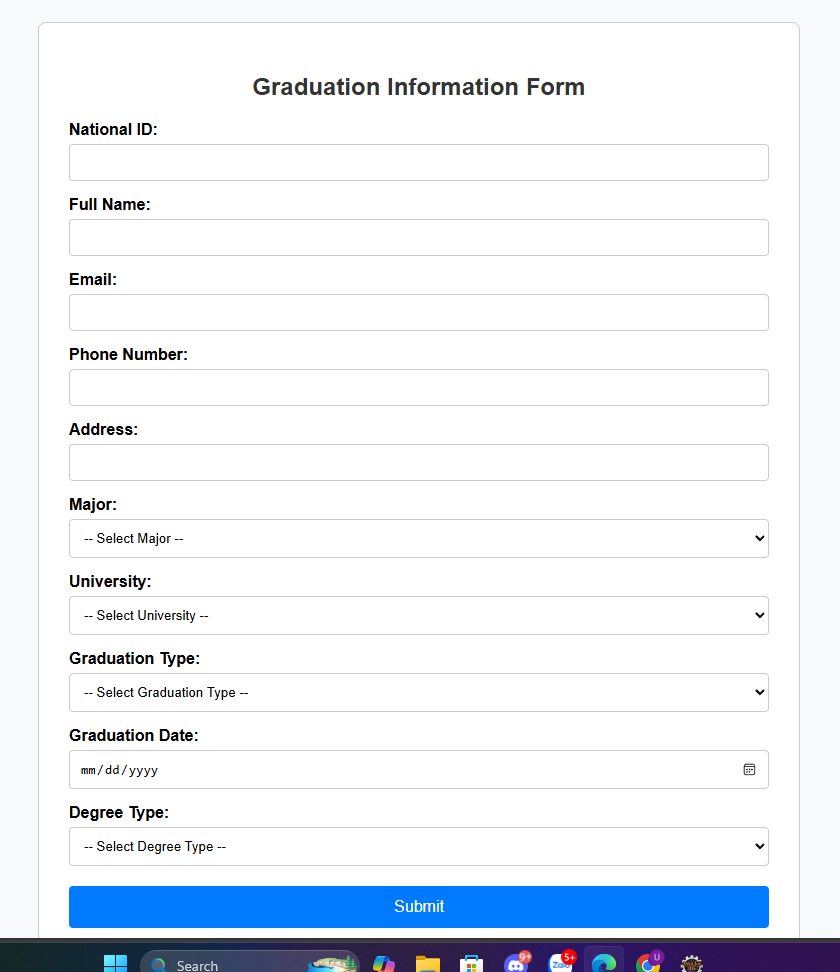 Graduation Information Form
National ID:
Full Name:
Email:
Phone Number:
Address:
Major:
-- Select Major --
University:
-- Select University --
Graduation Type:
-- Select Graduation Type --
Graduation Date:
mm/dd/yyyy
Degree Type:
-- Select Degree Type --
Submit
Search
9+
Zalo
5+
U